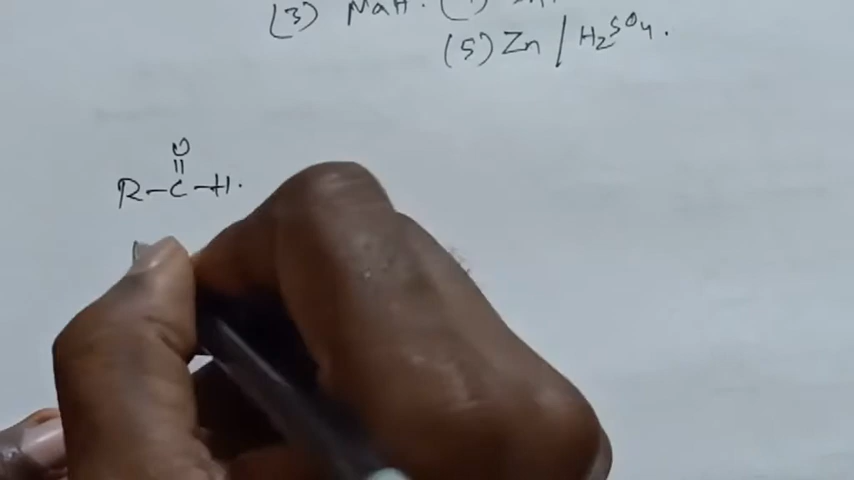 (3) NaH.
(5) Zn / H₂SO₄.
O
||
R-C-H.